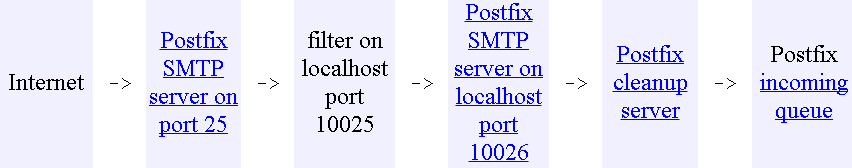 Internet
->
Postfix
SMTP
server on
port 25
->
filter on
localhost
port
10025
->
Postfix
SMTP
server on
localhost
port
10026
->
Postfix
cleanup
server
->
Postfix
incoming
queue